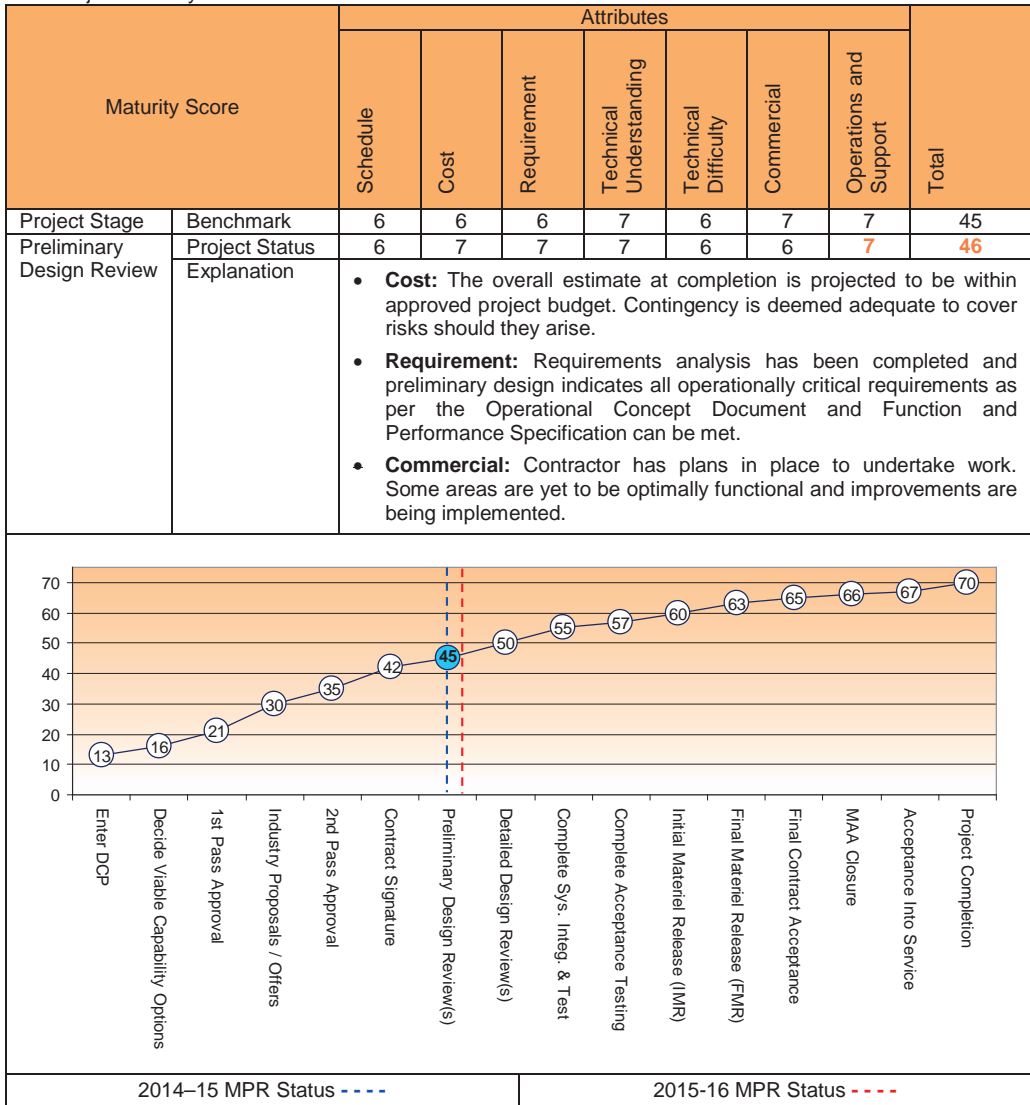 Attributes
Maturity Score
Schedule
Cost
Requirement
Technical
Understanding
Technical
Difficulty
Commercial
Operations and
Support
Total
Project Stage Benchmark 6 6 6 7 6 7 7 45
Preliminary Project Status 6 7 7 7 6 6 7 46
Design Review Explanation
• Cost: The overall estimate at completion is projected to be within
approved project budget. Contingency is deemed adequate to cover
risks should they arise.
• Requirement: Requirements analysis has been completed and
preliminary design indicates all operationally critical requirements as
per the Operational Concept Document and Function and
Performance Specification can be met.
• Commercial: Contractor has plans in place to undertake work.
Some areas are yet to be optimally functional and improvements are
being implemented.
70
60
50
40
30
20
10
0
13
16
21
30
35
42
45
50
55
57
60
63
65
66
67
70
Enter DCP
Decide Viable Capability Options
1st Pass Approval
Industry Proposals / Offers
2nd Pass Approval
Contract Signature
Preliminary Design Review(s)
Detailed Design Review(s)
Complete Sys. Integ. & Test
Complete Acceptance Testing
Initial Materiel Release (IMR)
Final Materiel Release (FMR)
Final Contract Acceptance
MAA Closure
Acceptance Into Service
Project Completion
2014–15 MPR Status - - - -
2015-16 MPR Status - - - -